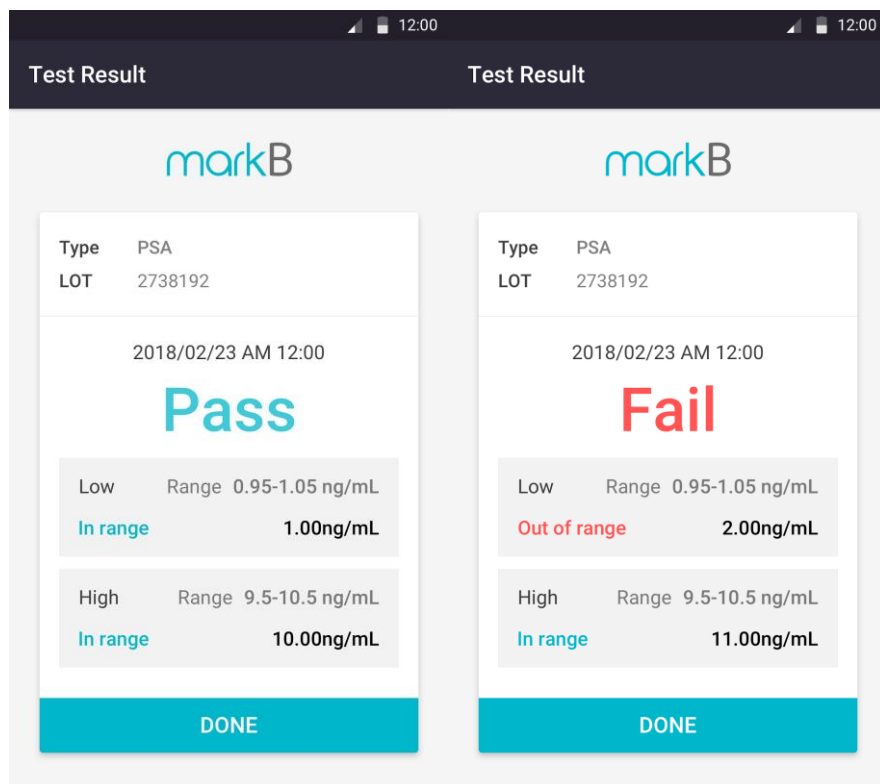 12:00
Test Result
markB
Type PSA
LOT 2738192
2018/02/23 AM 12:00
Pass
Low Range 0.95-1.05 ng/mL
In range 1.00ng/mL
High Range 9.5-10.5 ng/mL
In range 10.00ng/mL
DONE
12:00
Test Result
markB
Type PSA
LOT 2738192
2018/02/23 AM 12:00
Fail
Low Range 0.95-1.05 ng/mL
Out of range 2.00ng/mL
High Range 9.5-10.5 ng/mL
In range 11.00ng/mL
DONE